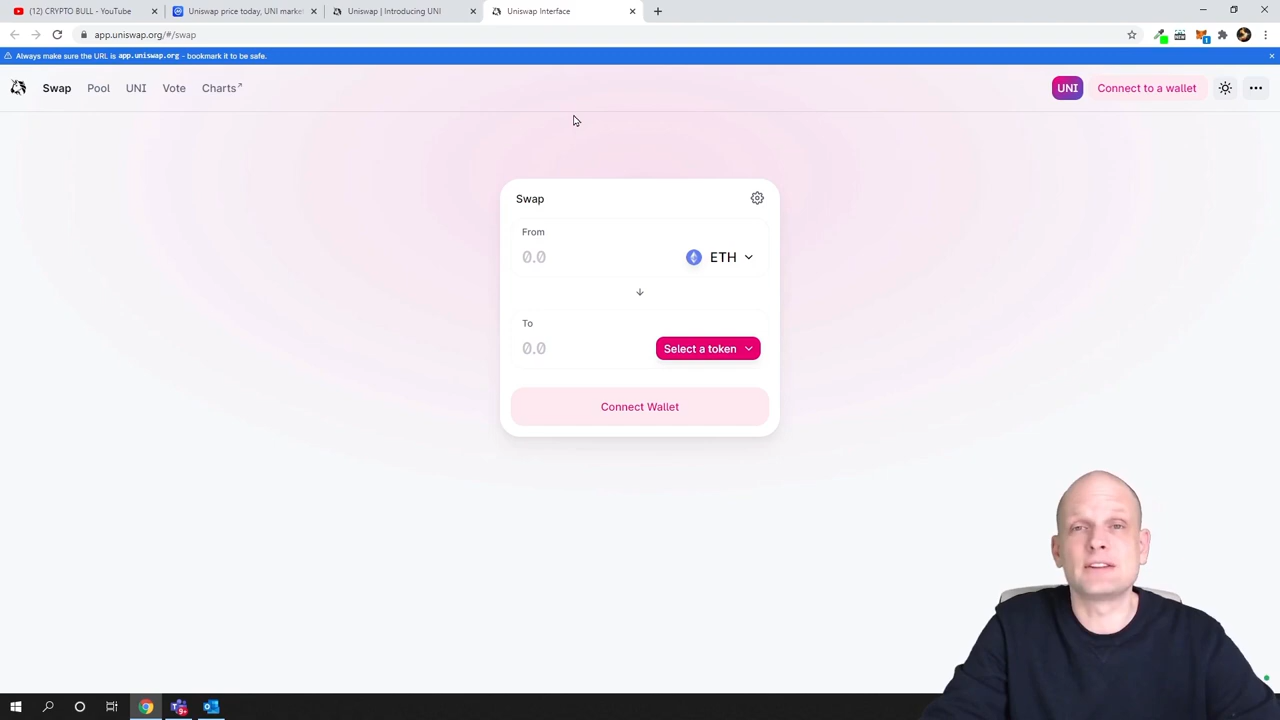 (12) CRYPTO BULL - YouTube
Uniswap price today, UNI market
Uniswap | Introducing UNI
Uniswap Interface
app.uniswap.org/#/swap
Always make sure the URL is app.uniswap.org - bookmark it to be safe.
Swap Pool UNI Vote Charts↗
UNI Connect to a wallet
Swap
From
0.0 ETH
To
0.0 Select a token
Connect Wallet